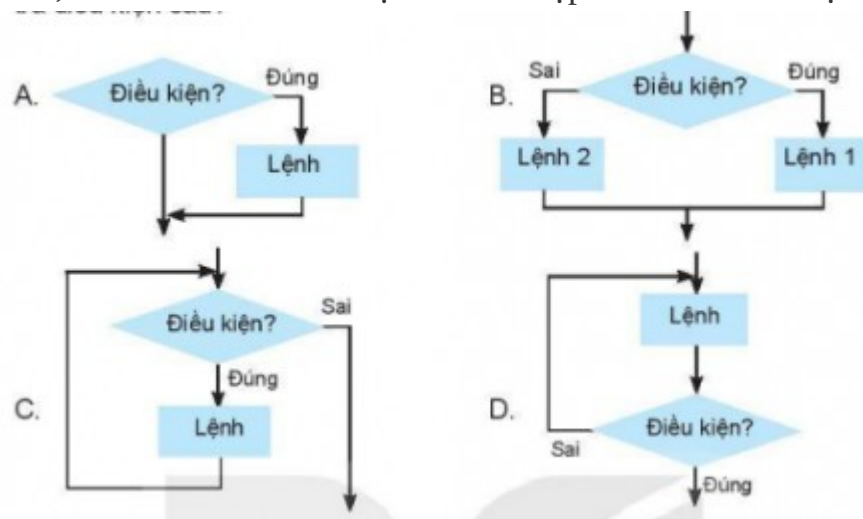 A.
Điều kiện?
Đúng
Lệnh
B.
Sai
Điều kiện?
Đúng
Lệnh 2
Lệnh 1
C.
Điều kiện?
Sai
Đúng
Lệnh
D.
Lệnh
Điều kiện?
Sai
Đúng